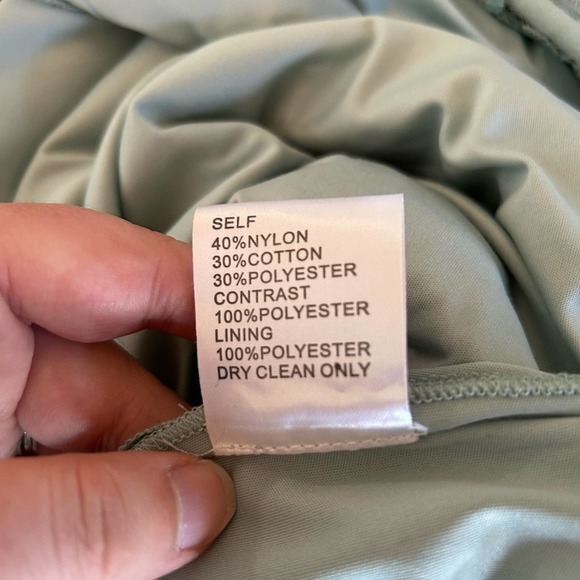 SELF
40%NYLON
30%COTTON
30%POLYESTER
CONTRAST
100%POLYESTER
LINING
100%POLYESTER
DRY CLEAN ONLY